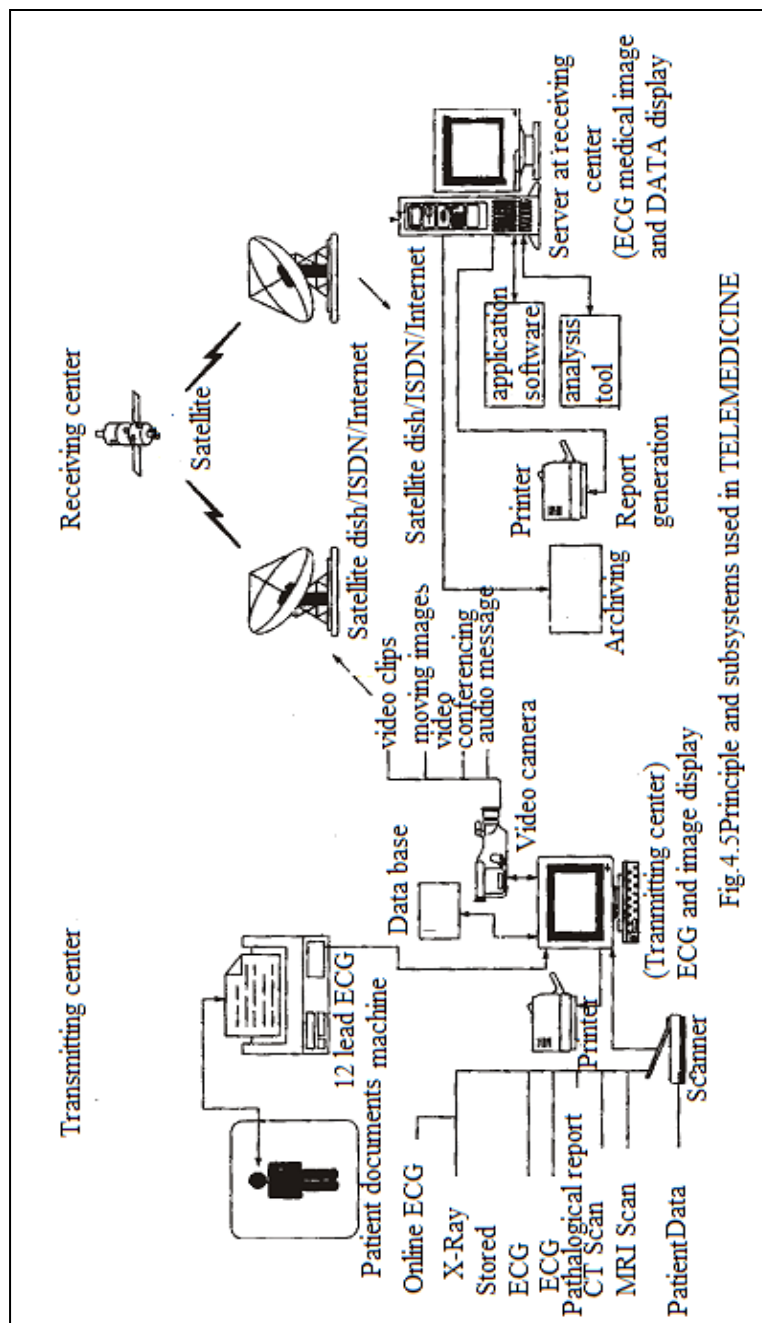 Transmitting center
Receiving center
Satellite
Patient documents
12 lead ECG
machine
Data base
Video camera
video clips
moving images
video
conferencing
audio message
Satellite dish/ISDN/Internet
Satellite dish/ISDN/Internet
Online ECG
X-Ray
Stored
ECG
ECG
Pathalogical report
CT Scan
MRI Scan
PatientData
Scanner
Printer
(Tranmitting center)
ECG and image display
Archiving
Printer
Report
generation
application
software
analysis
tool
Server at receiving
center
(ECG medical image
and DATA display
Fig.4.5Principle and subsystems used in TELEMEDICINE